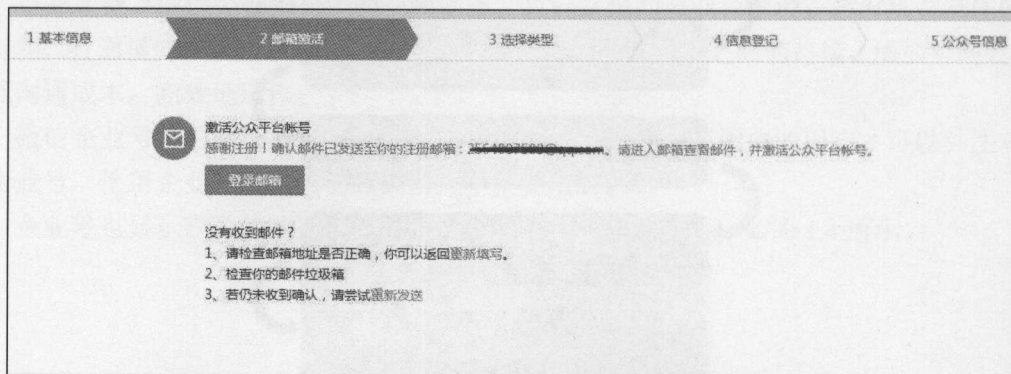 1 基本信息
2 邮箱激活
3 选择类型
4 信息登记
5 公众号信息
激活公众平台帐号
感谢注册！确认邮件已发送至你的注册邮箱：，请进入邮箱查看邮件，并激活公众平台帐号。
登录邮箱
没有收到邮件？
1、请检查邮箱地址是否正确，你可以返回重新填写。
2、检查你的邮件垃圾箱
3、若仍未收到确认，请尝试重新发送